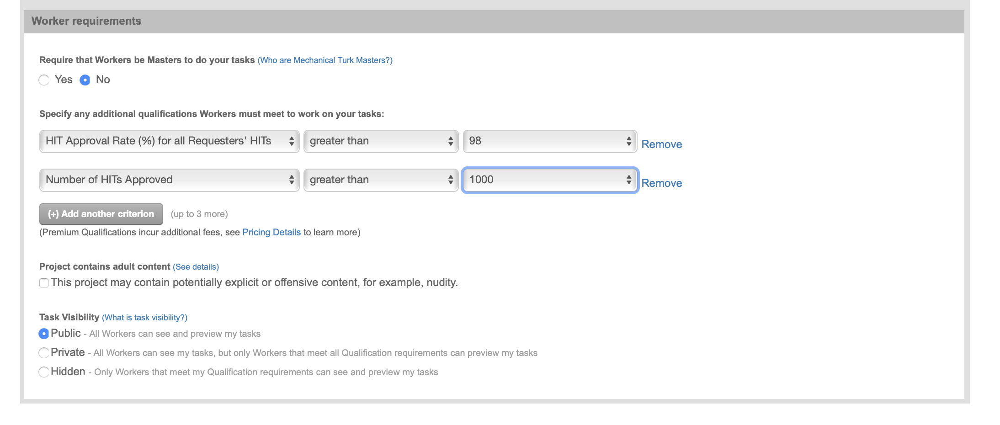 Worker requirements
Require that Workers be Masters to do your tasks (Who are Mechanical Turk Masters?)
Yes No
Specify any additional qualifications Workers must meet to work on your tasks:
HIT Approval Rate (%) for all Requesters' HITs greater than 98 Remove
Number of HITs Approved greater than 1000 Remove
(+) Add another criterion (up to 3 more)
(Premium Qualifications incur additional fees, see Pricing Details to learn more)
Project contains adult content (See details)
This project may contain potentially explicit or offensive content, for example, nudity.
Task Visibility (What is task visibility?)
Public - All Workers can see and preview my tasks
Private - All Workers can see my tasks, but only Workers that meet all Qualification requirements can preview my tasks
Hidden - Only Workers that meet my Qualification requirements can see and preview my tasks